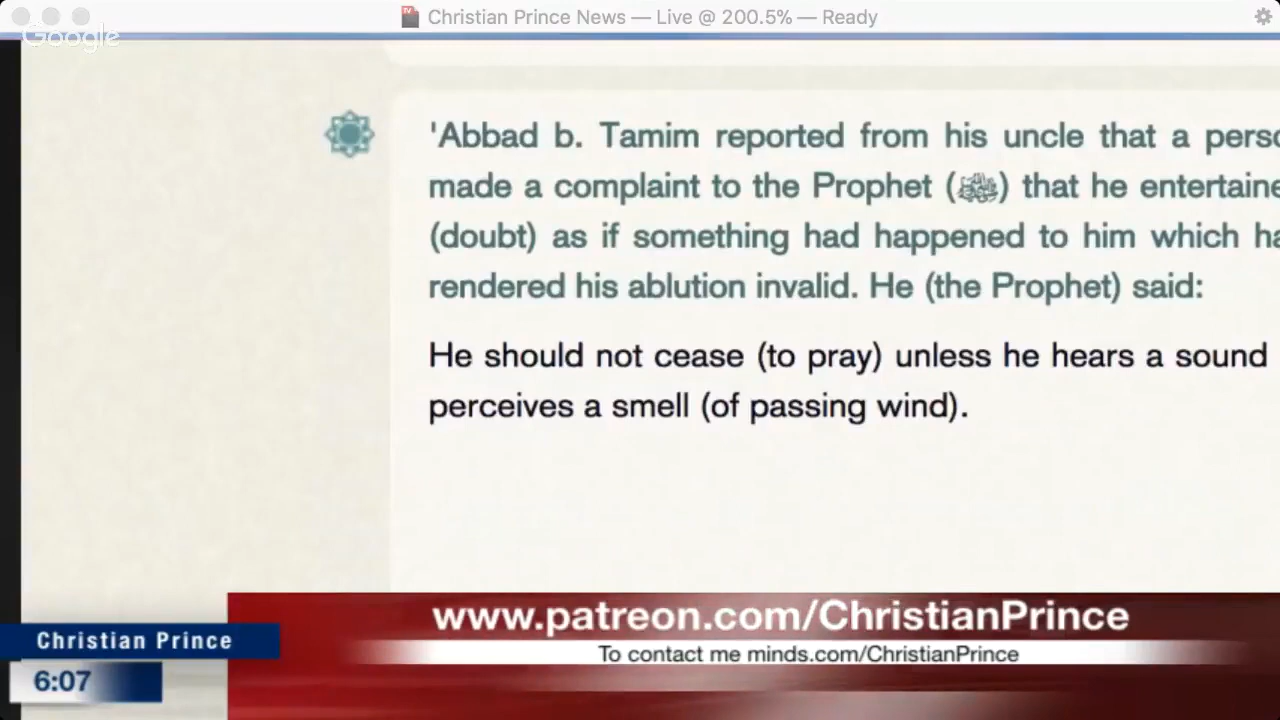 Christian Prince News — Live @ 200.5% — Ready
Google
'Abbad b. Tamim reported from his uncle that a perso
made a complaint to the Prophet (ﷺ) that he entertaine
(doubt) as if something had happened to him which ha
rendered his ablution invalid. He (the Prophet) said:
He should not cease (to pray) unless he hears a sound
perceives a smell (of passing wind).
www.patreon.com/ChristianPrince
Christian Prince
To contact me minds.com/ChristianPrince
6:07